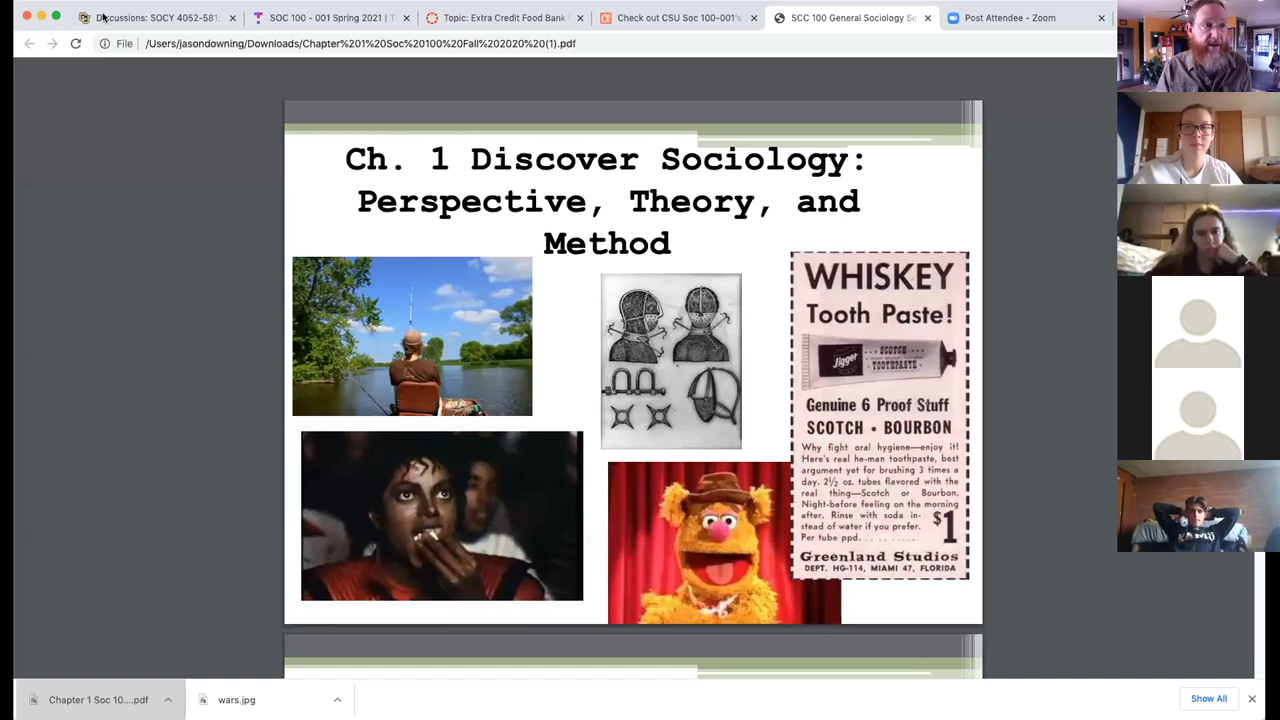 Discussions: SOCY 4052-581:
SOC 100 - 001 Spring 2021 | T
Topic: Extra Credit Food Bank
Check out CSU Soc 100-001's
SCC 100 General Sociology Se
Post Attendee - Zoom
File
/Users/jasondowning/Downloads/Chapter%201%20Soc%20100%20Fall%202020%20(1).pdf
Ch. 1 Discover Sociology:
Perspective, Theory, and
Method
WHISKEY
Tooth Paste!
Jigger
SCOTCH
TOOTHPASTE
Genuine 6 Proof Stuff
SCOTCH • BOURBON
Why fight oral hygiene—enjoy it!
Here's real he-man toothpaste, best
argument yet for brushing 3 times a
day. 2½ oz. tubes flavored with the
real thing—Scotch or Bourbon.
Night-before feeling on the morning
after. Rinse with soda in-
stead of water if you prefer.
Per tube ppd. . . . . . . . .
$1
Greenland Studios
DEPT. HG-114, MIAMI 47, FLORIDA
Chapter 1 Soc 10....pdf
wars.jpg
Show All